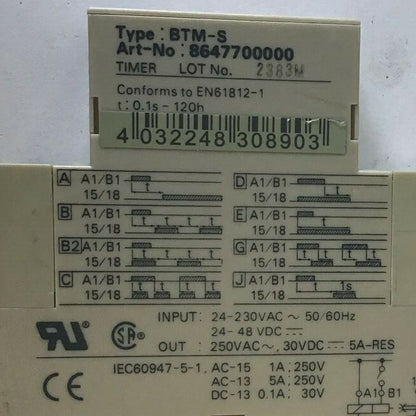 Type: BTM-S
Art-No: 8647700000
TIMER LOT No. 2383M
Conforms to EN61812-1
t: 0.1s - 120h
4 032248 308903
A A1/B1 t
15/18
B A1/B1
15/18 t t t t
B2 A1/B1
15/18 t t t t
C A1/B1
15/18 t t t t
D A1/B1
15/18 t
E A1/B1
15/18 t
G A1/B1 t t t t
15/18
J A1/B1 t 1s
15/18
INPUT: 24-230VAC ~ 50/60Hz
24-48 VDC
OUT : 250VAC~, 30VDC 5A-RES
IEC60947-5-1. AC-15 1A, 250V
AC-13 5A, 250V
DC-13 0.1A, 30V
RU SA CE
15
A1 B1